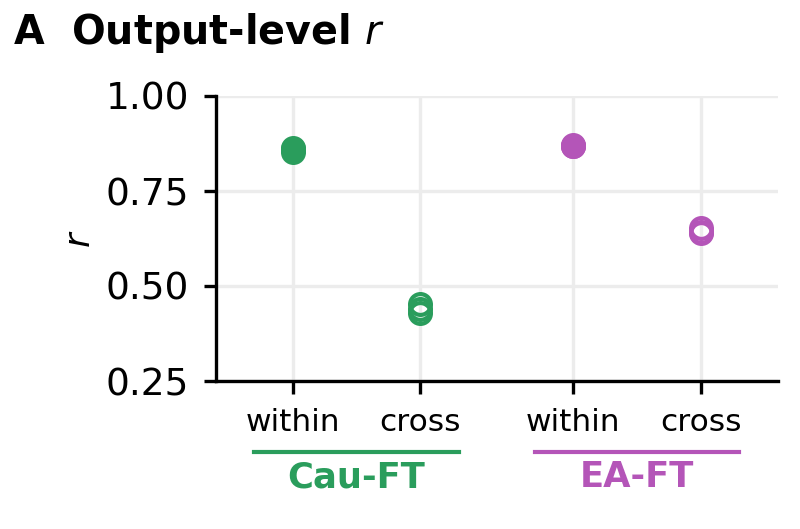 A Output-level r
1.00
0.75
0.50
0.25
r
within cross within cross
Cau-FT EA-FT